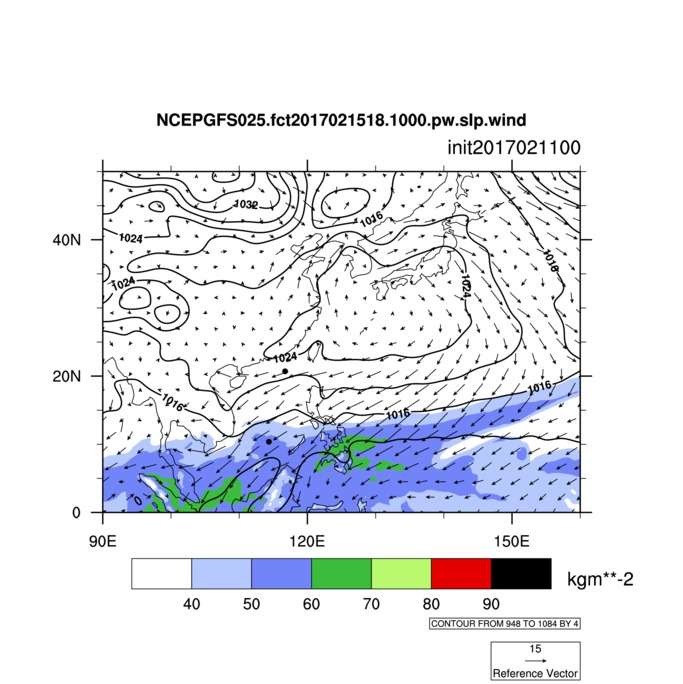 NCEPGFS025.fct2017021518.1000.pw.slp.wind
init2017021100
1032
1016
40N
1024
1016
1024
1024
1024
20N
1016
1016
1016
0
0
90E
120E
150E
kgm**-2
40
50
60
70
80
90
CONTOUR FROM 948 TO 1084 BY 4
15
Reference Vector